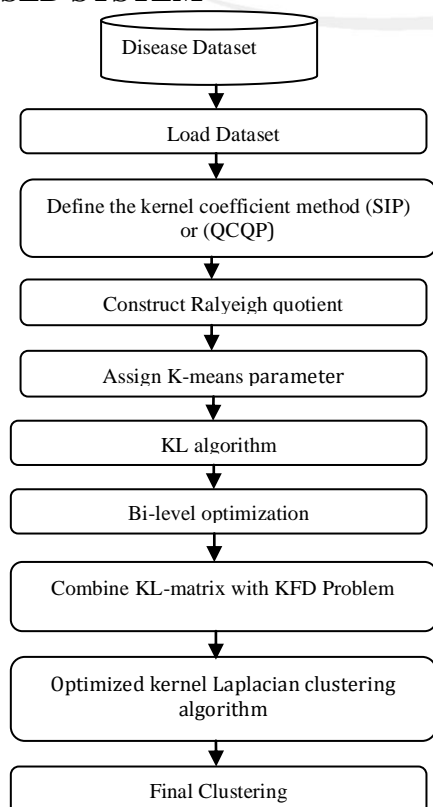 SYSTEM
Disease Dataset
Load Dataset
Define the kernel coefficient method (SIP)
or (QCQP)
Construct Ralyeigh quotient
Assign K-means parameter
KL algorithm
Bi-level optimization
Combine KL-matrix with KFD Problem
Optimized kernel Laplacian clustering
algorithm
Final Clustering